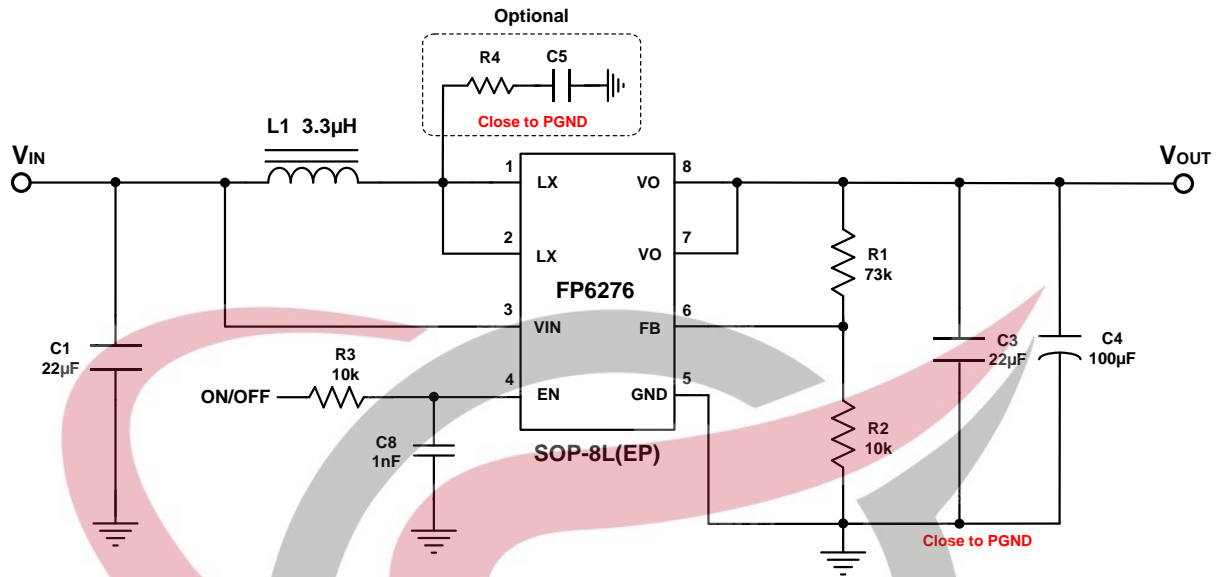 Optional
R4
C5
Close to PGND
L1 3.3µH
VIN
VOUT
1
LX
2
LX
3
VIN
4
EN
8
VO
7
VO
6
FB
5
GND
FP6276
SOP-8L(EP)
C1
22µF
ON/OFF
R3
10k
C8
1nF
R1
73k
R2
10k
C3
22µF
C4
100µF
Close to PGND